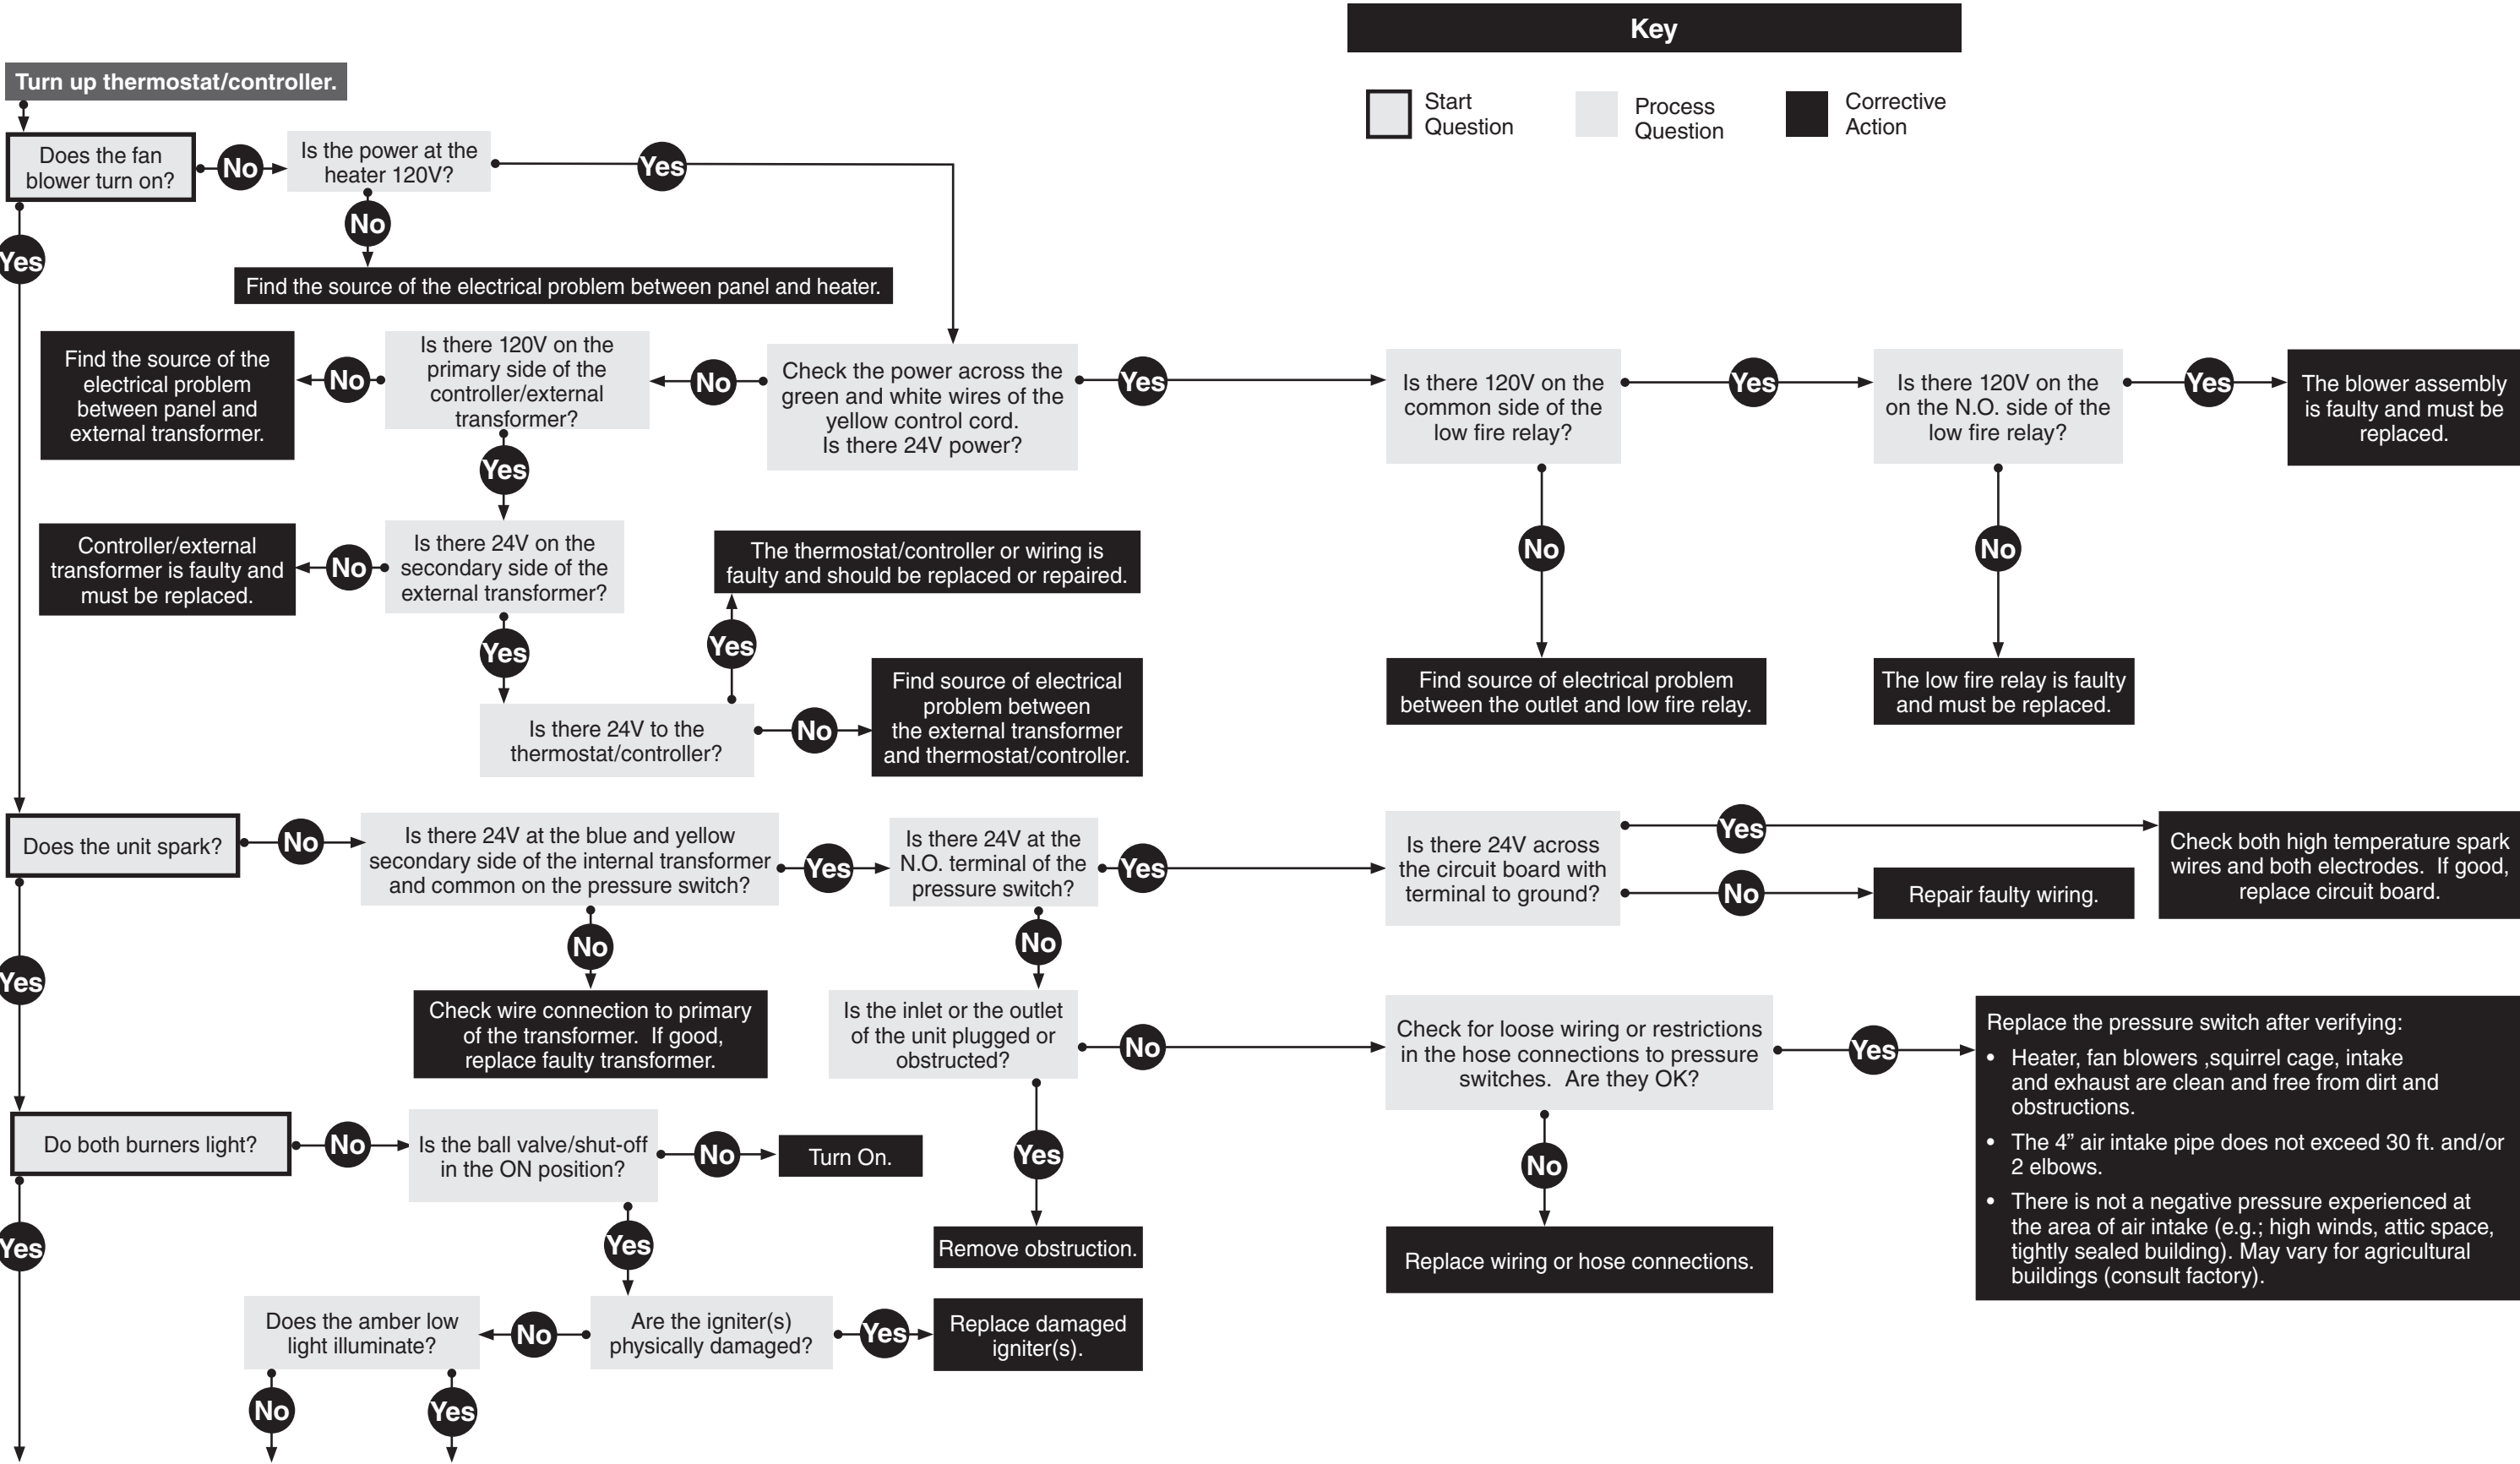 Key
Start
Question
Process
Question
Corrective
Action
Turn up thermostat/controller.
Does the fan
blower turn on?
No
Is the power at the
heater 120V?
Yes
No
Yes
Find the source of the electrical problem between panel and heater.
Find the source of the
electrical problem
between panel and
external transformer.
No
Is there 120V on the
primary side of the
controller/external
transformer?
No
Check the power across the
green and white wires of the
yellow control cord.
Is there 24V power?
Yes
Is there 120V on the
common side of the
low fire relay?
Yes
Is there 120V on the
on the N.O. side of the
low fire relay?
Yes
The blower assembly
is faulty and must be
replaced.
Yes
Controller/external
transformer is faulty and
must be replaced.
No
Is there 24V on the
secondary side of the
external transformer?
The thermostat/controller or wiring is
faulty and should be replaced or repaired.
No
No
Yes
Yes
Is there 24V to the
thermostat/controller?
No
Find source of electrical
problem between
the external transformer
and thermostat/controller.
Find source of electrical problem
between the outlet and low fire relay.
The low fire relay is faulty
and must be replaced.
Does the unit spark?
No
Is there 24V at the blue and yellow
secondary side of the internal transformer
and common on the pressure switch?
Yes
Is there 24V at the
N.O. terminal of the
pressure switch?
Yes
Is there 24V across
the circuit board with
terminal to ground?
Yes
Check both high temperature spark
wires and both electrodes.  If good,
replace circuit board.
No
Repair faulty wiring.
No
No
Yes
Check wire connection to primary
of the transformer.  If good,
replace faulty transformer.
Is the inlet or the outlet
of the unit plugged or
obstructed?
No
Check for loose wiring or restrictions
in the hose connections to pressure
switches.  Are they OK?
Yes
Replace the pressure switch after verifying:
• Heater, fan blowers ,squirrel cage, intake
and exhaust are clean and free from dirt and
obstructions.
• The 4” air intake pipe does not exceed 30 ft. and/or
2 elbows.
• There is not a negative pressure experienced at
the area of air intake (e.g.; high winds, attic space,
tightly sealed building). May vary for agricultural
buildings (consult factory).
Do both burners light?
No
Is the ball valve/shut-off
in the ON position?
No
Turn On.
Yes
No
Yes
Yes
Remove obstruction.
Replace wiring or hose connections.
Does the amber low
light illuminate?
No
Are the igniter(s)
physically damaged?
Yes
Replace damaged
igniter(s).
No
Yes